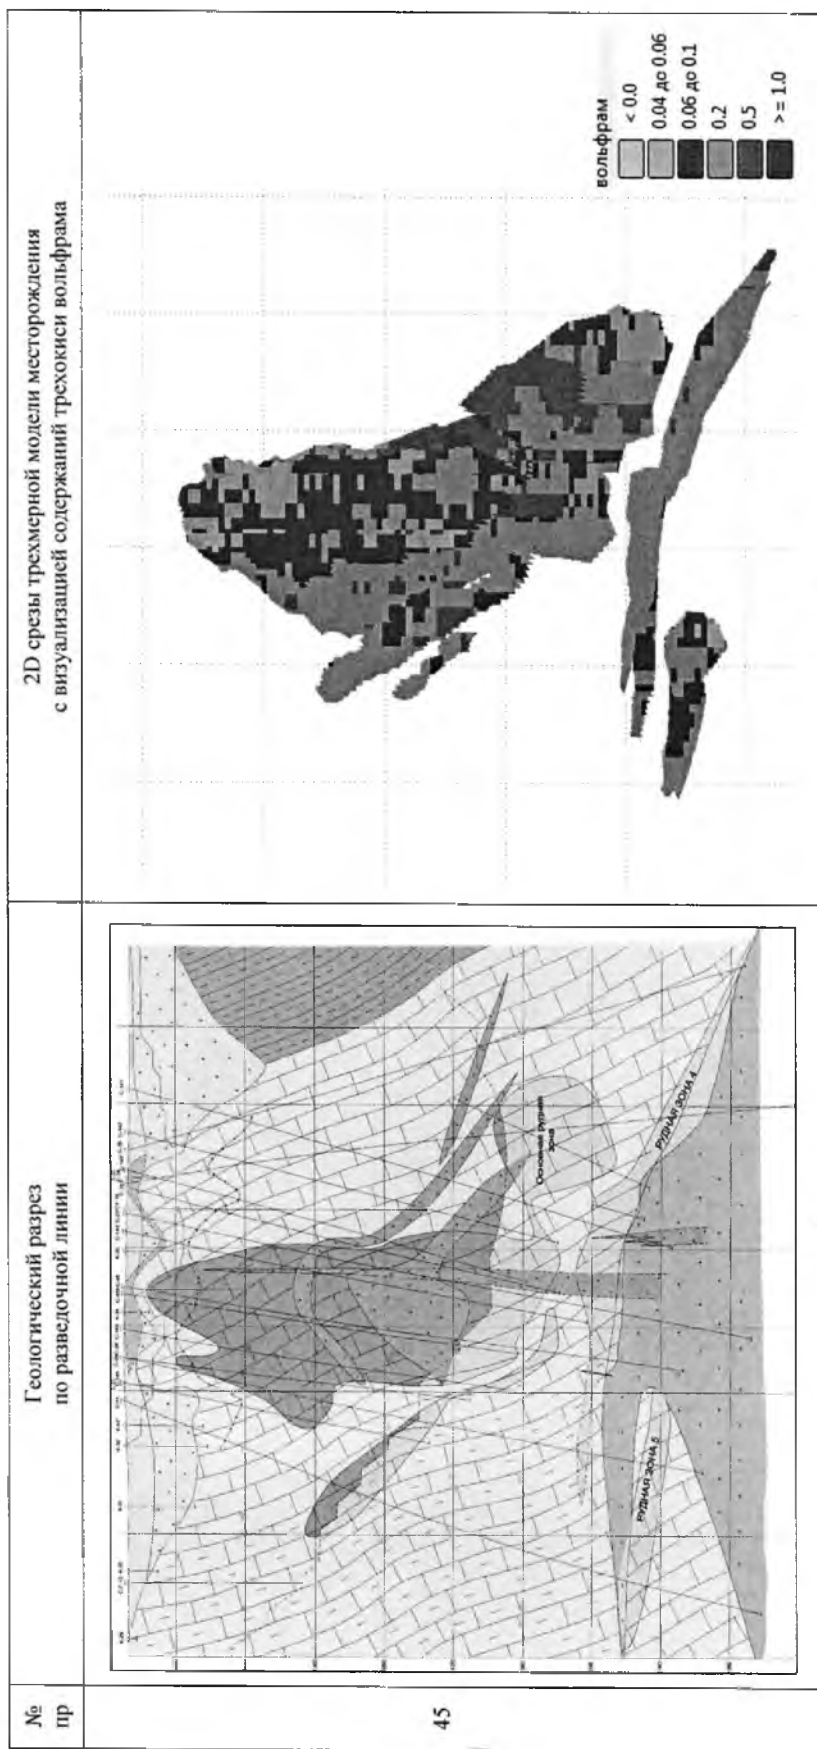 №
пр
Геологический разрез
по разведочной линии
2D срезы трехмерной модели месторождения
с визуализацией содержаний трехокиси вольфрама
45
Основная рудная
зона
РУДНАЯ ЗОНА 4
РУДНАЯ ЗОНА 5
вольфрам
< 0.0
0.04 до 0.06
0.06 до 0.1
0.2
0.5
>= 1.0